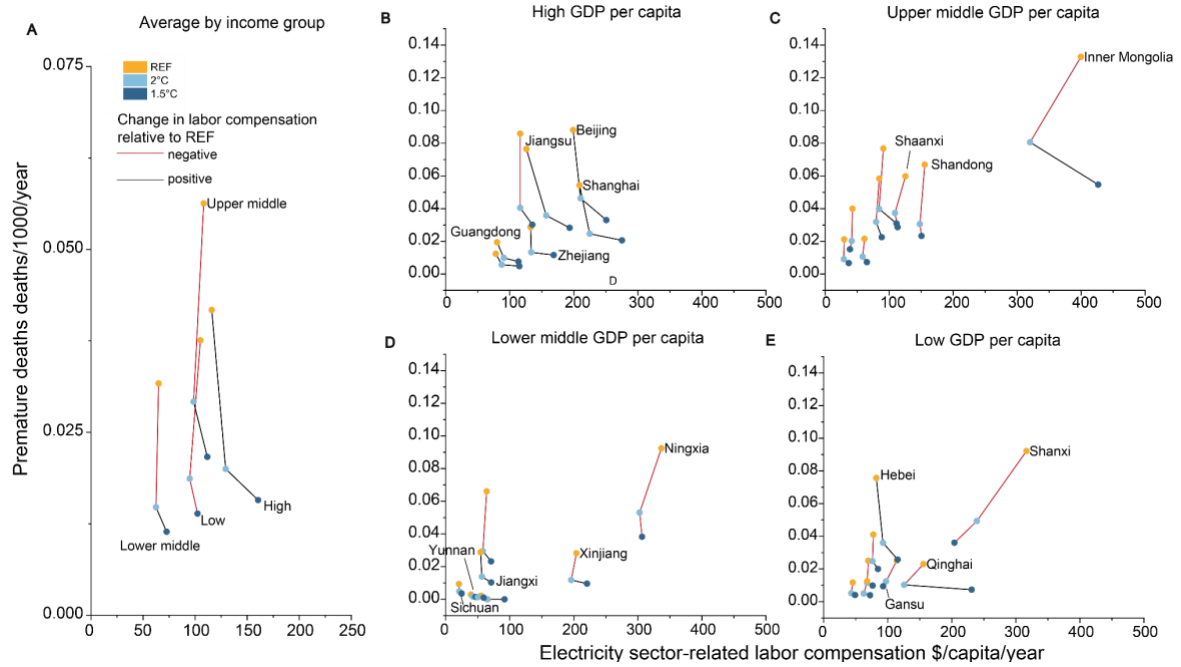 A
Average by income group
0.075
0.050
0.025
0.000
0
50
100
150
200
250
REF
2°C
1.5°C
Change in labor compensation
relative to REF
negative
positive
Upper middle
High
Low
Lower middle
Premature deaths deaths/1000/year
B
High GDP per capita
0.14
0.12
0.10
0.08
0.06
0.04
0.02
0.00
0
100
200
300
400
500
Beijing
Jiangsu
Shanghai
Guangdong
Zhejiang
D
C
Upper middle GDP per capita
0.14
0.12
0.10
0.08
0.06
0.04
0.02
0.00
0
100
200
300
400
500
Inner Mongolia
Shaanxi
Shandong
D
Lower middle GDP per capita
0.14
0.12
0.10
0.08
0.06
0.04
0.02
0.00
0
100
200
300
400
500
Ningxia
Yunnan
Xinjiang
Jiangxi
Sichuan
E
Low GDP per capita
0.14
0.12
0.10
0.08
0.06
0.04
0.02
0.00
0
100
200
300
400
500
Shanxi
Hebei
Qinghai
Gansu
Electricity sector-related labor compensation $/capita/year